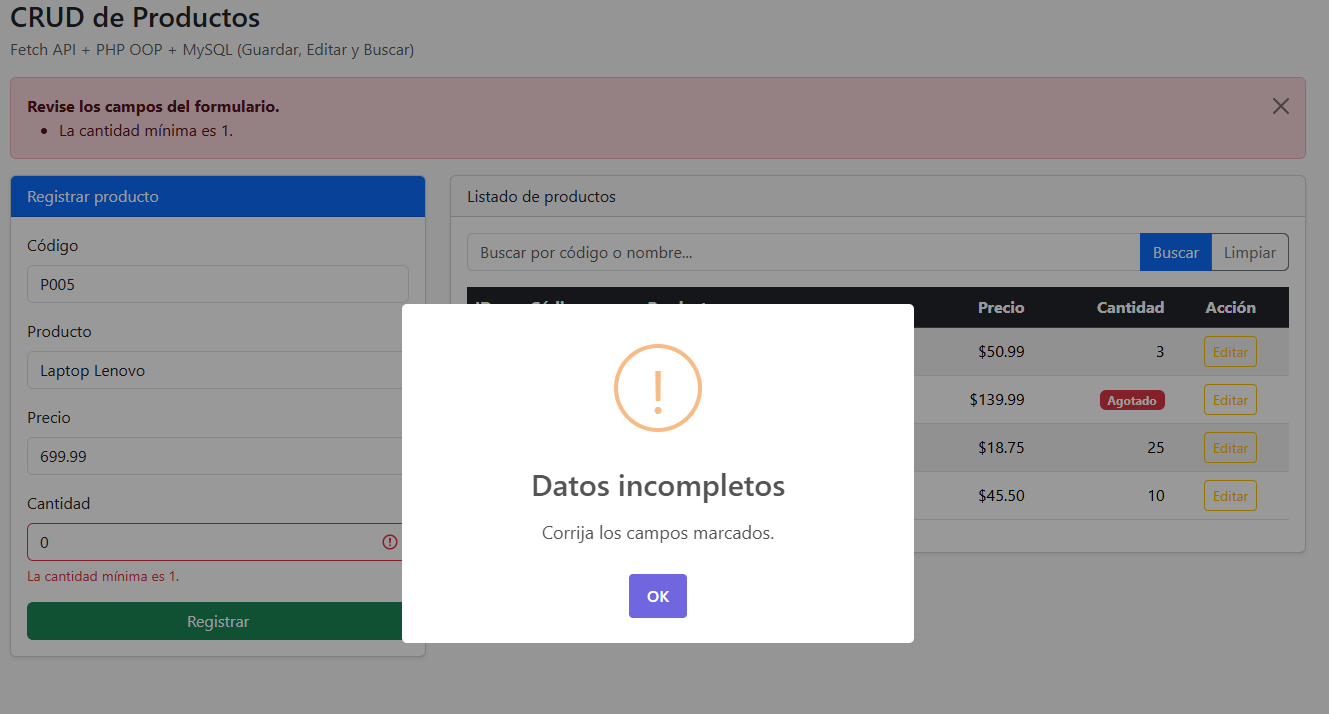 CRUD de Productos
Fetch API + PHP OOP + MySQL (Guardar, Editar y Buscar)
Revise los campos del formulario.
• La cantidad mínima es 1.
Registrar producto
Código
P005
Producto
Laptop Lenovo
Precio
699.99
Cantidad
0
La cantidad mínima es 1.
Registrar
Listado de productos
Buscar por código o nombre...
Buscar
Limpiar
Precio Cantidad Acción
$50.99 3 Editar
$139.99 Agotado Editar
$18.75 25 Editar
$45.50 10 Editar
!
Datos incompletos
Corrija los campos marcados.
OK